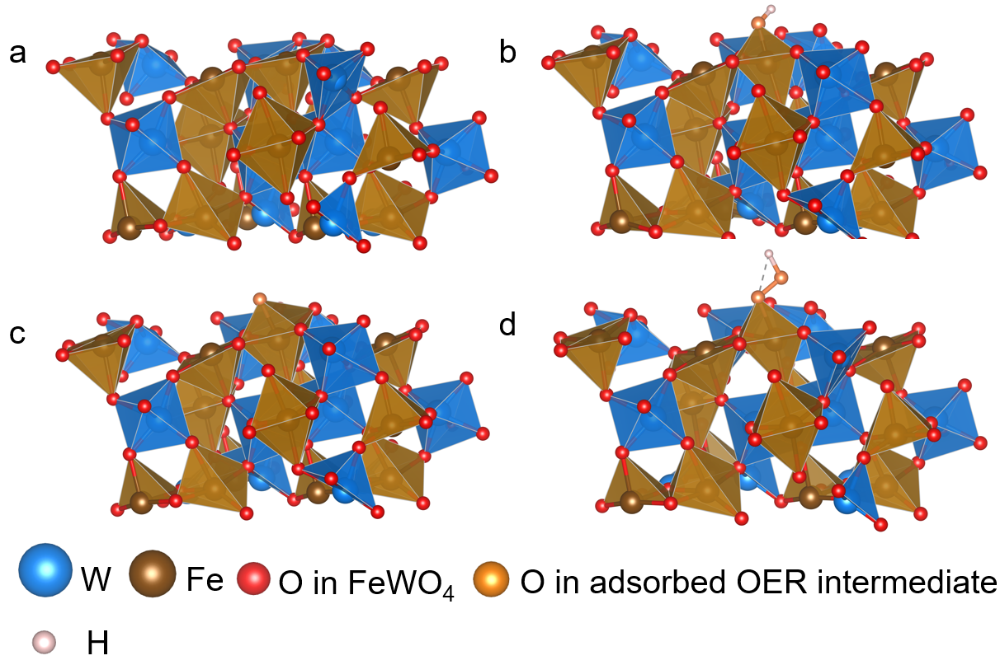 a
b
c
d
W Fe O in FeWO₄ O in adsorbed OER intermediate
H